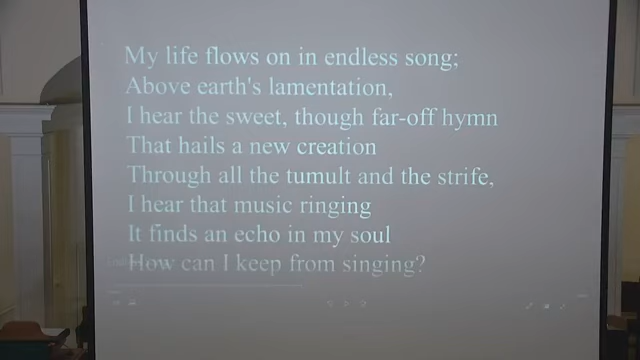 My life flows on in endless song;
Above earth's lamentation,
I hear the sweet, though far-off hymn
That hails a new creation
Through all the tumult and the strife,
I hear that music ringing
It finds an echo in my soul
How can I keep from singing?